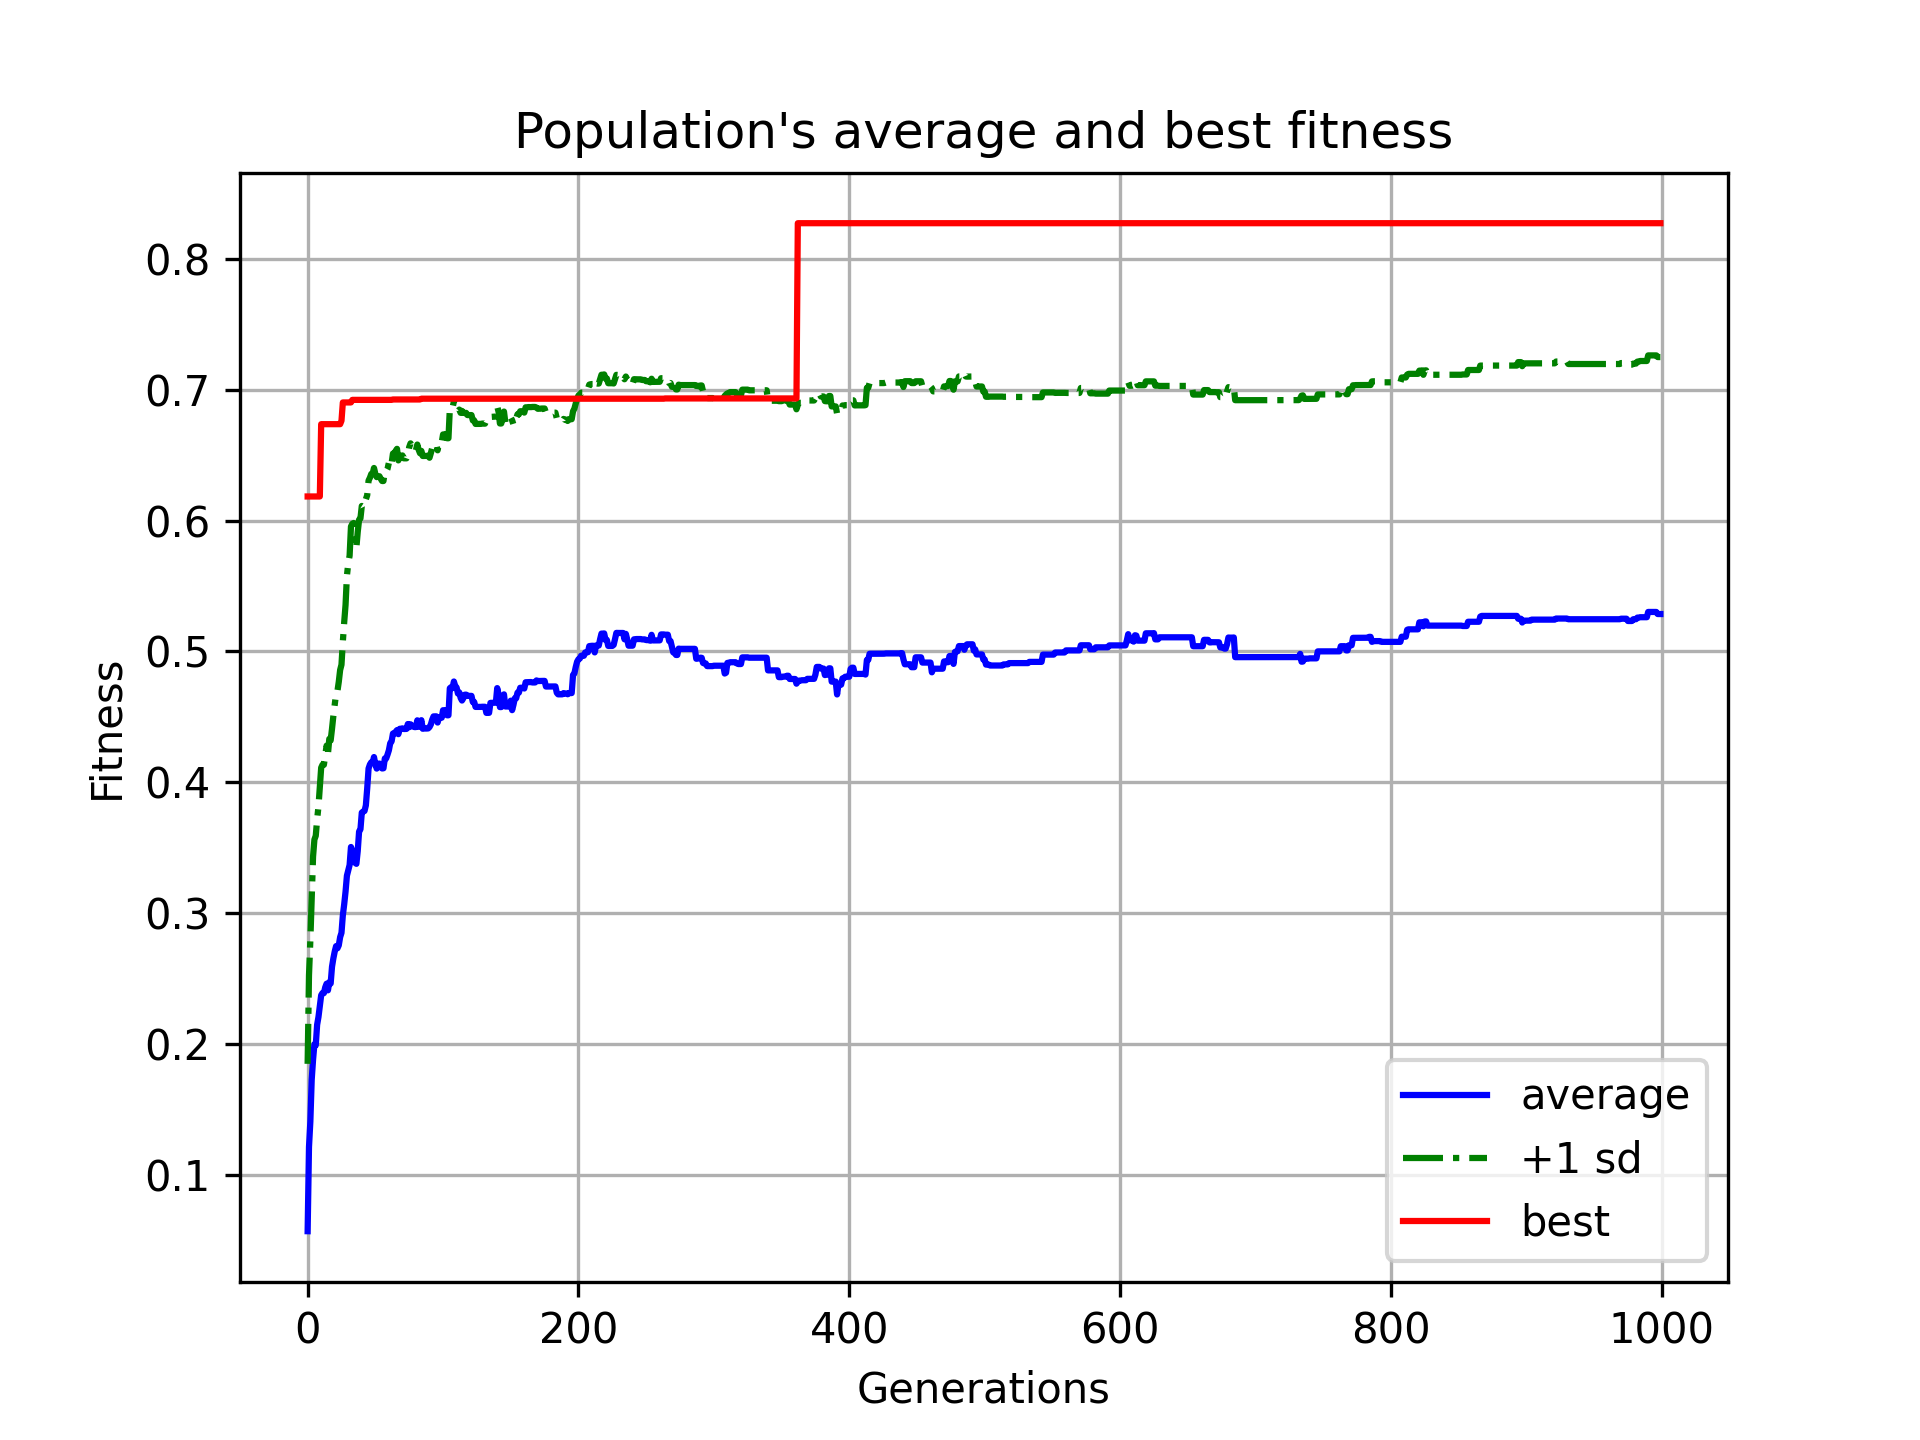 Population's average and best fitness
Fitness
0.8
0.7
0.6
0.5
0.4
0.3
0.2
0.1
0 200 400 600 800 1000
Generations
average
+1 sd
best